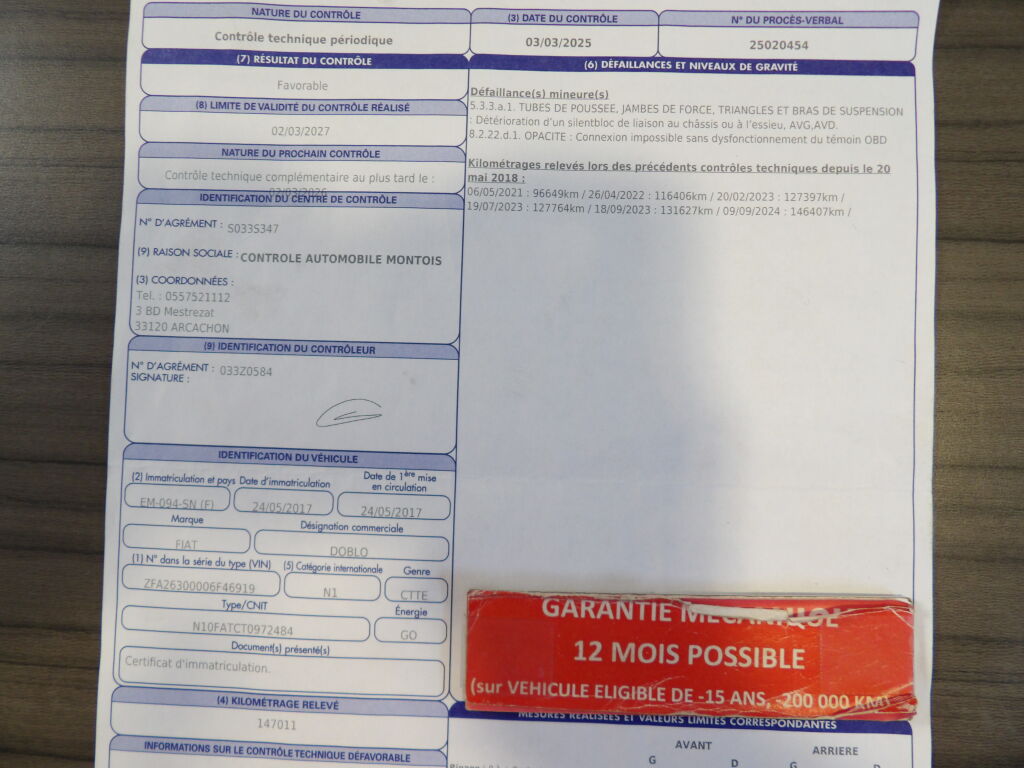 NATURE DU CONTRÔLE
Contrôle technique périodique
(3) DATE DU CONTRÔLE
03/03/2025
N° DU PROCÈS-VERBAL
25020454
(7) RÉSULTAT DU CONTRÔLE
Favorable
(8) LIMITE DE VALIDITÉ DU CONTRÔLE RÉALISÉ
02/03/2027
NATURE DU PROCHAIN CONTRÔLE
Contrôle technique complémentaire au plus tard le :
03/03/2026
IDENTIFICATION DU CENTRE DE CONTRÔLE
N° D'AGRÉMENT : S033S347
(9) RAISON SOCIALE : CONTROLE AUTOMOBILE MONTOIS
(3) COORDONNÉES :
Tel. : 0557521112
3 BD Mestrezat
33120 ARCACHON
(9) IDENTIFICATION DU CONTRÔLEUR
N° D'AGRÉMENT : 033Z0584
SIGNATURE :
IDENTIFICATION DU VÉHICULE
(2) Immatriculation et pays Date d'immatriculation Date de 1ère mise
en circulation
EM-094-SN (F) 24/05/2017 24/05/2017
Marque Désignation commerciale
FIAT DOBLO
(1) N° dans la série du type (VIN) (5) Catégorie internationale Genre
ZFA26300006F46919 N1 CTTE
Type/CNIT Énergie
N10FATCT0972484 GO
Document(s) présenté(s)
Certificat d'immatriculation.
(4) KILOMÉTRAGE RELEVÉ
147011
INFORMATIONS SUR LE CONTRÔLE TECHNIQUE DÉFAVORABLE
(6) DÉFAILLANCES ET NIVEAUX DE GRAVITÉ
Défaillance(s) mineure(s)
5.3.3.a.1. TUBES DE POUSSEE, JAMBES DE FORCE, TRIANGLES ET BRAS DE SUSPENSION
: Détérioration d'un silentbloc de liaison au châssis ou à l'essieu, AVG,AVD.
8.2.22.d.1. OPACITE : Connexion impossible sans dysfonctionnement du témoin OBD
Kilométrages relevés lors des précédents contrôles techniques depuis le 20
mai 2018 :
06/05/2021 : 96649km / 26/04/2022 : 116406km / 20/02/2023 : 127397km /
19/07/2023 : 127764km / 18/09/2023 : 131627km / 09/09/2024 : 146407km /
GARANTIE MECANIQUE
12 MOIS POSSIBLE
(sur VEHICULE ELIGIBLE DE -15 ANS, -200 000 KM)
MESURES RÉALISÉES ET VALEURS LIMITES CORRESPONDANTES
AVANT ARRIERE
G D G D